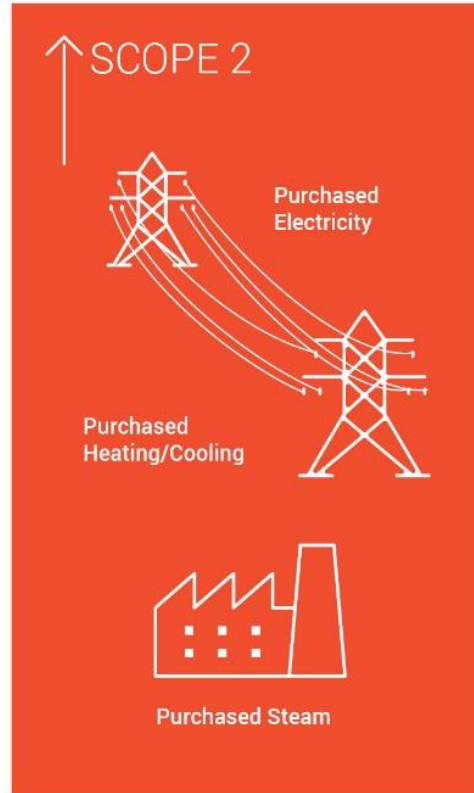 SCOPE 2
Purchased
Electricity
Purchased
Heating/Cooling
Purchased Steam